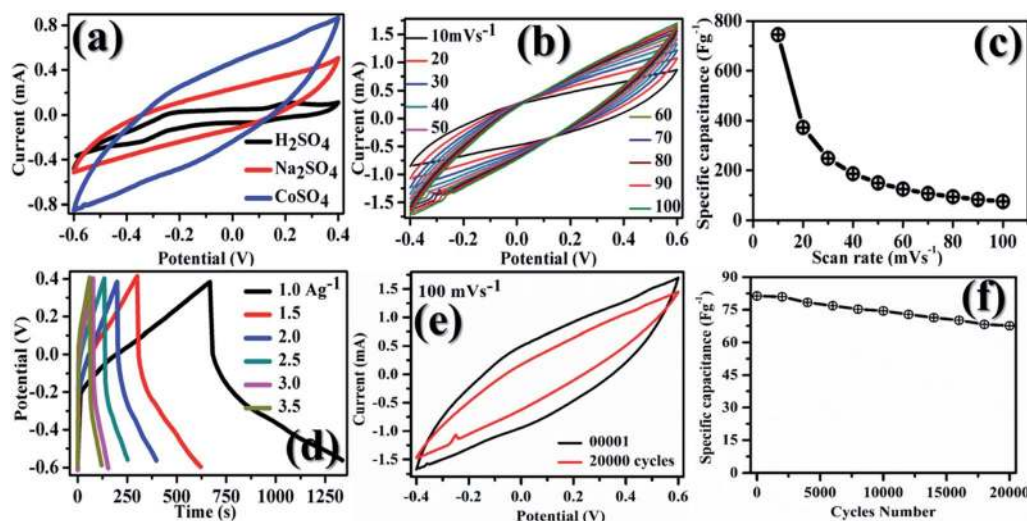 (a)
Current (mA)
0.8
0.4
0.0
-0.4
-0.8
H₂SO₄
Na₂SO₄
CoSO₄
-0.6 -0.4 -0.2 0.0 0.2 0.4
Potential (V)
(b)
Current (mA)
1.5
1.0
0.5
0.0
-0.5
-1.0
-1.5
10mVs⁻¹
20
30
40
50
60
70
80
90
100
-0.4 -0.2 0.0 0.2 0.4 0.6
Potential (V)
(c)
Specific capacitance (Fg⁻¹)
800
600
400
200
0
0 20 40 60 80 100
Scan rate (mVs⁻¹)
(d)
Potential (V)
0.4
0.2
0.0
-0.2
-0.4
-0.6
1.0 Ag⁻¹
1.5
2.0
2.5
3.0
3.5
0 250 500 750 1000 1250
Time (s)
(e)
100 mVs⁻¹
Current (mA)
1.5
1.0
0.5
0.0
-0.5
-1.0
-1.5
00001
20000 cycles
-0.4 -0.2 0.0 0.2 0.4 0.6
Potential (V)
(f)
Specific capacitance (Fg⁻¹)
90
75
60
45
30
15
0
0 5000 10000 15000 20000
Cycles Number